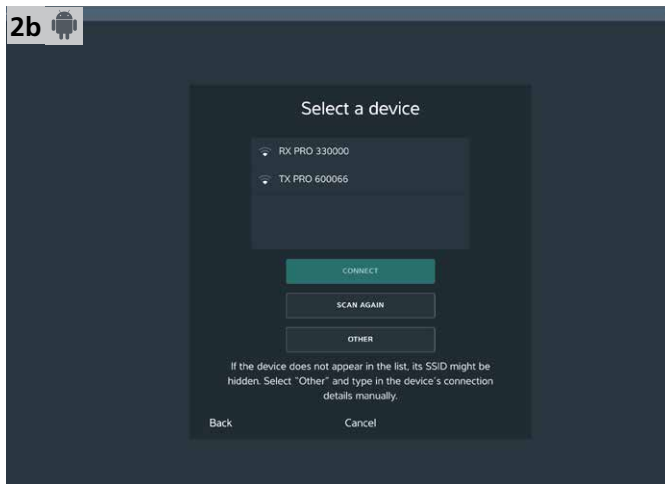 2b
Select a device
RX PRO 330000
TX PRO 600066
CONNECT
SCAN AGAIN
OTHER
If the device does not appear in the list, its SSID might be
hidden. Select "Other" and type in the device's connection
details manually.
Back Cancel